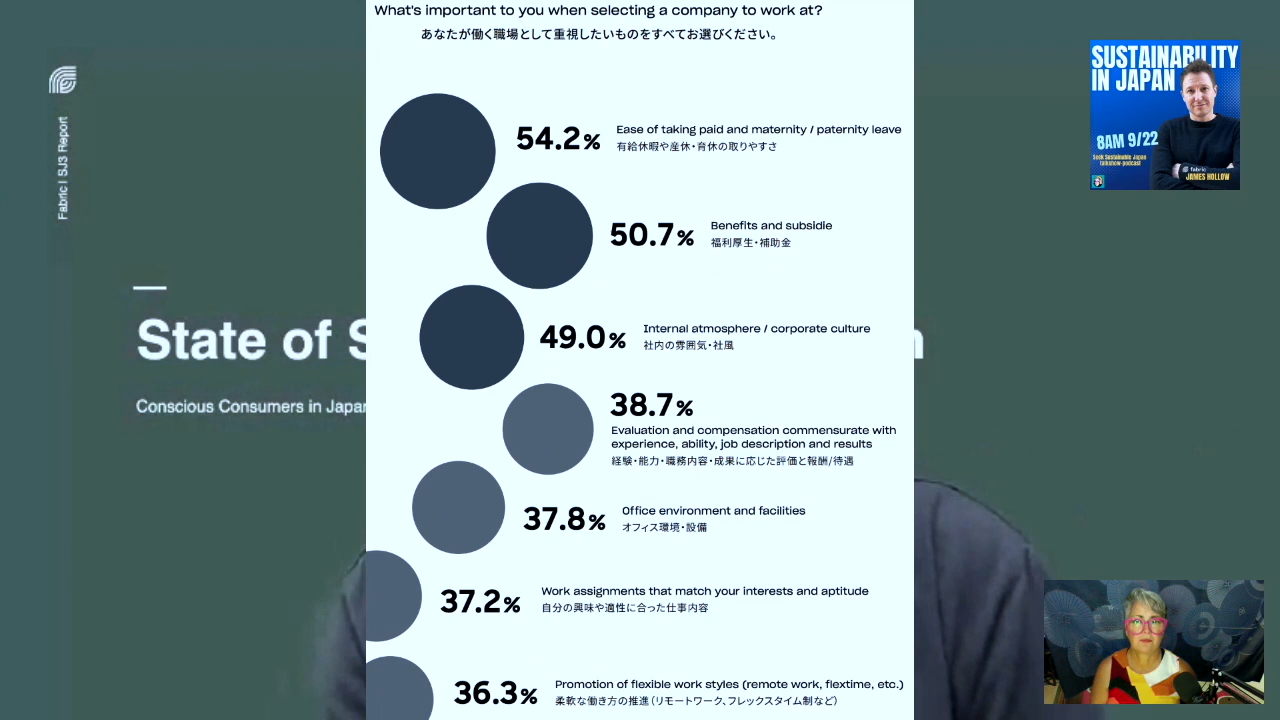 What's important to you when selecting a company to work at?
あなたが働く職場として重視したいものをすべてお選びください。
54.2%
Ease of taking paid and maternity / paternity leave
有給休暇や産休・育休の取りやすさ
50.7%
Benefits and subsidie
福利厚生・補助金
49.0%
Internal atmosphere / corporate culture
社内の雰囲気・社風
38.7%
Evaluation and compensation commensurate with
experience, ability, job description and results
経験・能力・職務内容・成果に応じた評価と報酬/待遇
37.8%
Office environment and facilities
オフィス環境・設備
37.2%
Work assignments that match your interests and aptitude
自分の興味や適性に合った仕事内容
36.3%
Promotion of flexible work styles (remote work, flextime, etc.)
柔軟な働き方の推進（リモートワーク、フレックスタイム制など）
Fabric | SJ3 Report
State of S
Conscious Consumers in Japan
SUSTAINABILITY
IN JAPAN
8AM 9/22
Seek Sustainable Japan
talkshow-podcast
fabric
JAMES HOLLOW